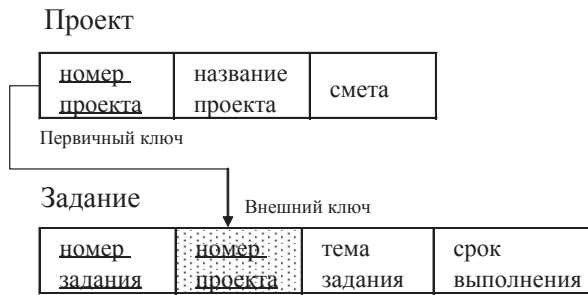 Проект
номер
проекта
название
проекта
смета
Первичный ключ
Задание
Внешний ключ
номер
задания
номер
проекта
тема
задания
срок
выполнения